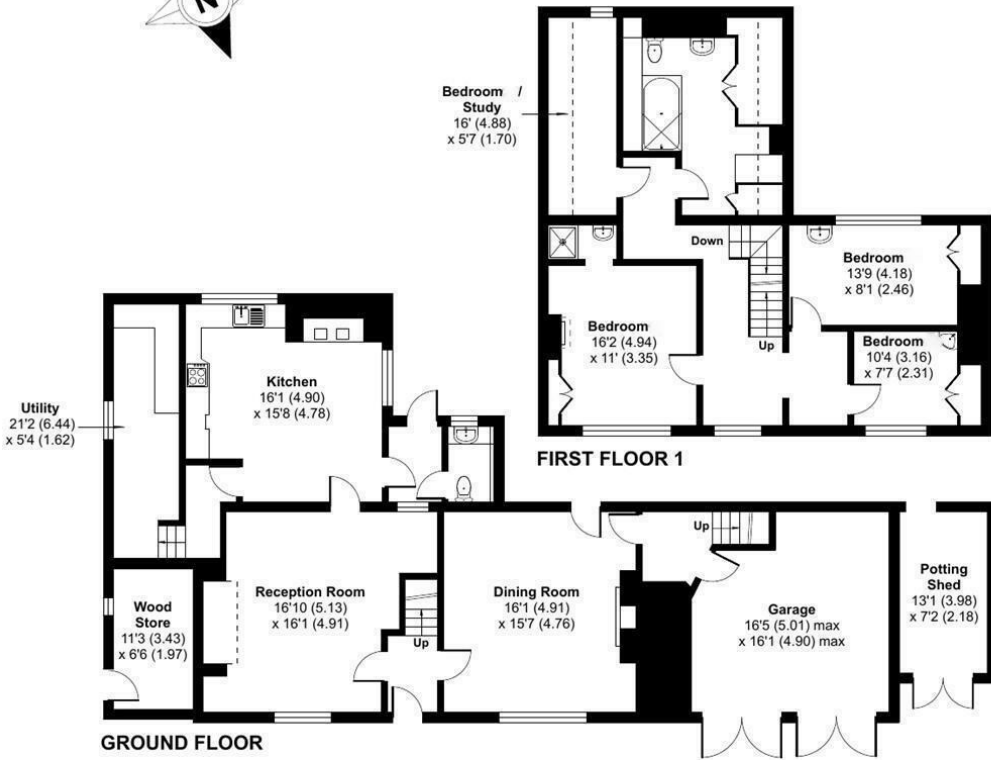 N
Bedroom /
Study
16' (4.88)
x 5'7 (1.70)
Down
Bedroom
13'9 (4.18)
x 8'1 (2.46)
Bedroom
16'2 (4.94)
x 11' (3.35)
Up
Bedroom
10'4 (3.16)
x 7'7 (2.31)
FIRST FLOOR 1
Kitchen
16'1 (4.90)
x 15'8 (4.78)
Utility
21'2 (6.44)
x 5'4 (1.62)
Wood
Store
11'3 (3.43)
x 6'6 (1.97)
Reception Room
16'10 (5.13)
x 16'1 (4.91)
Up
Dining Room
16'1 (4.91)
x 15'7 (4.76)
Up
Garage
16'5 (5.01) max
x 16'1 (4.90) max
Potting
Shed
13'1 (3.98)
x 7'2 (2.18)
GROUND FLOOR